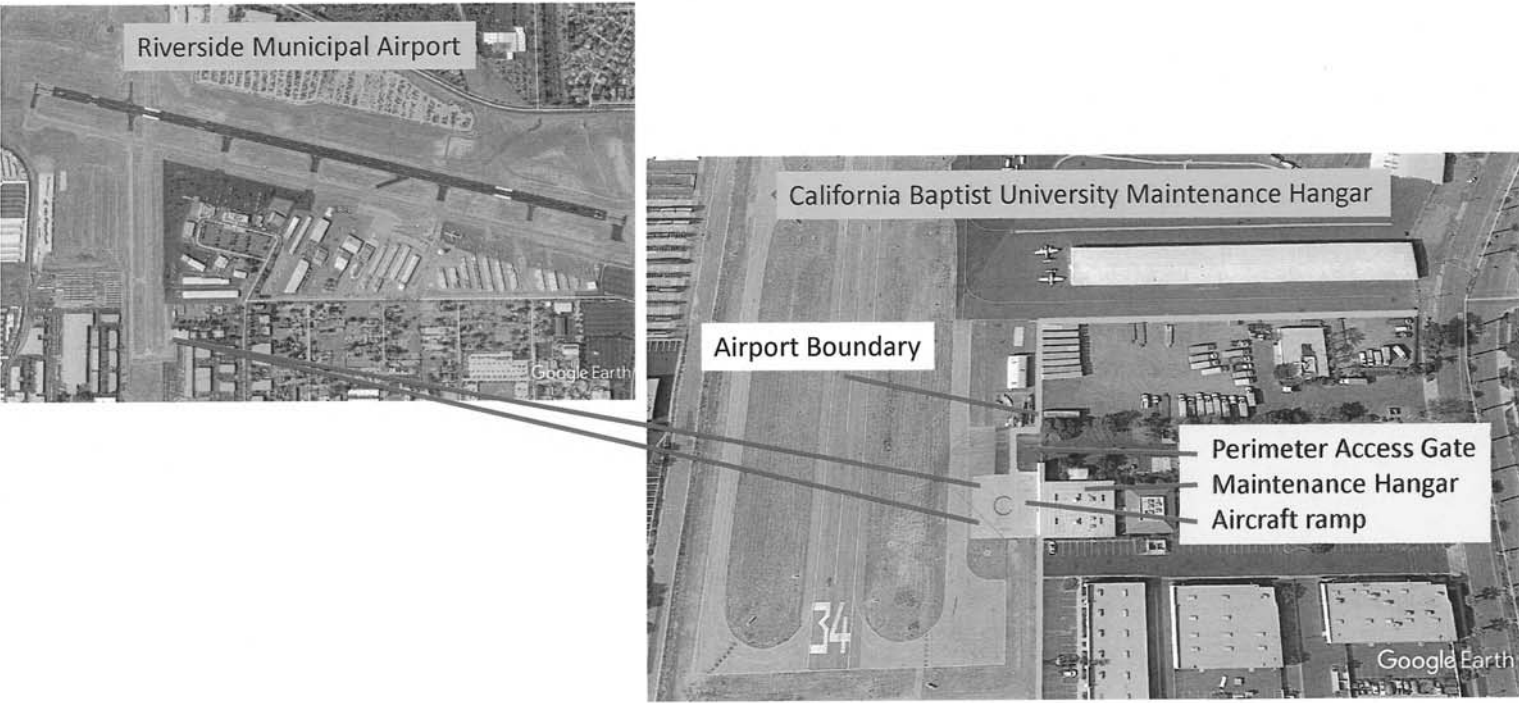 Riverside Municipal Airport
Google Earth
California Baptist University Maintenance Hangar
Airport Boundary
Perimeter Access Gate
Maintenance Hangar
Aircraft ramp
34
Google Earth